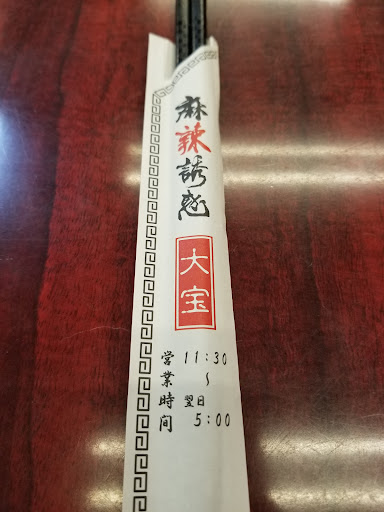 麻辣誘惑
大宝
営業時间
11:30
～
翌日
5:00